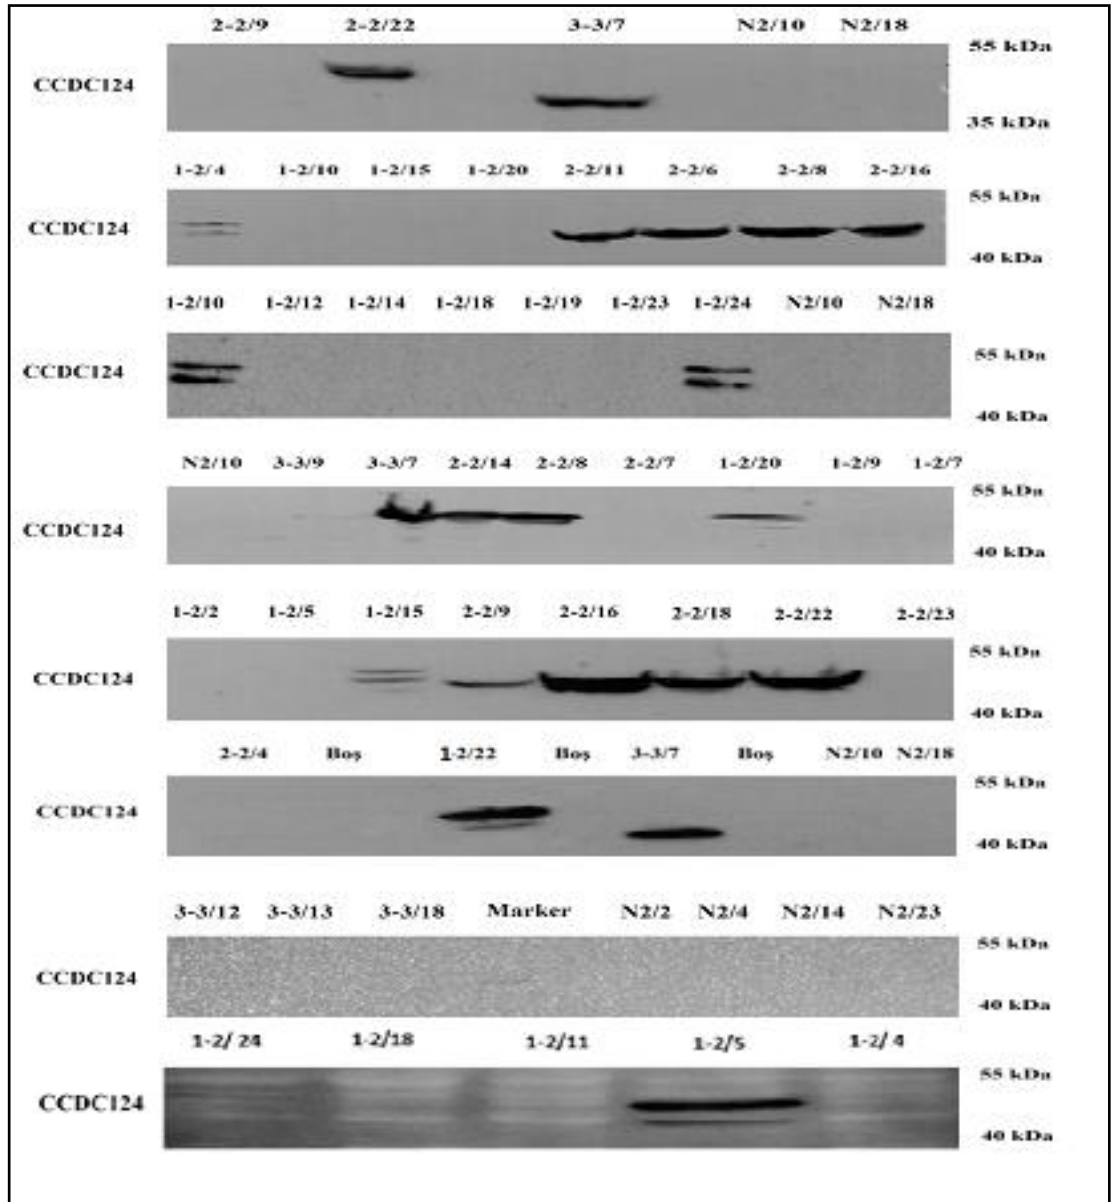 2-2/9 2-2/22 3-3/7 N2/10 N2/18
55 kDa
CCDC124
35 kDa
1-2/4 1-2/10 1-2/15 1-2/20 2-2/11 2-2/6 2-2/8 2-2/16
55 kDa
CCDC124
40 kDa
1-2/10 1-2/12 1-2/14 1-2/18 1-2/19 1-2/23 1-2/24 N2/10 N2/18
55 kDa
CCDC124
40 kDa
N2/10 3-3/9 3-3/7 2-2/14 2-2/8 2-2/7 1-2/20 1-2/9 1-2/7
55 kDa
CCDC124
40 kDa
1-2/2 1-2/5 1-2/15 2-2/9 2-2/16 2-2/18 2-2/22 2-2/23
55 kDa
CCDC124
40 kDa
2-2/4 Boş 1-2/22 Boş 3-3/7 Boş N2/10 N2/18
55 kDa
CCDC124
40 kDa
3-3/12 3-3/13 3-3/18 Marker N2/2 N2/4 N2/14 N2/23
55 kDa
CCDC124
40 kDa
1-2/ 24 1-2/18 1-2/11 1-2/5 1-2/ 4
55 kDa
CCDC124
40 kDa